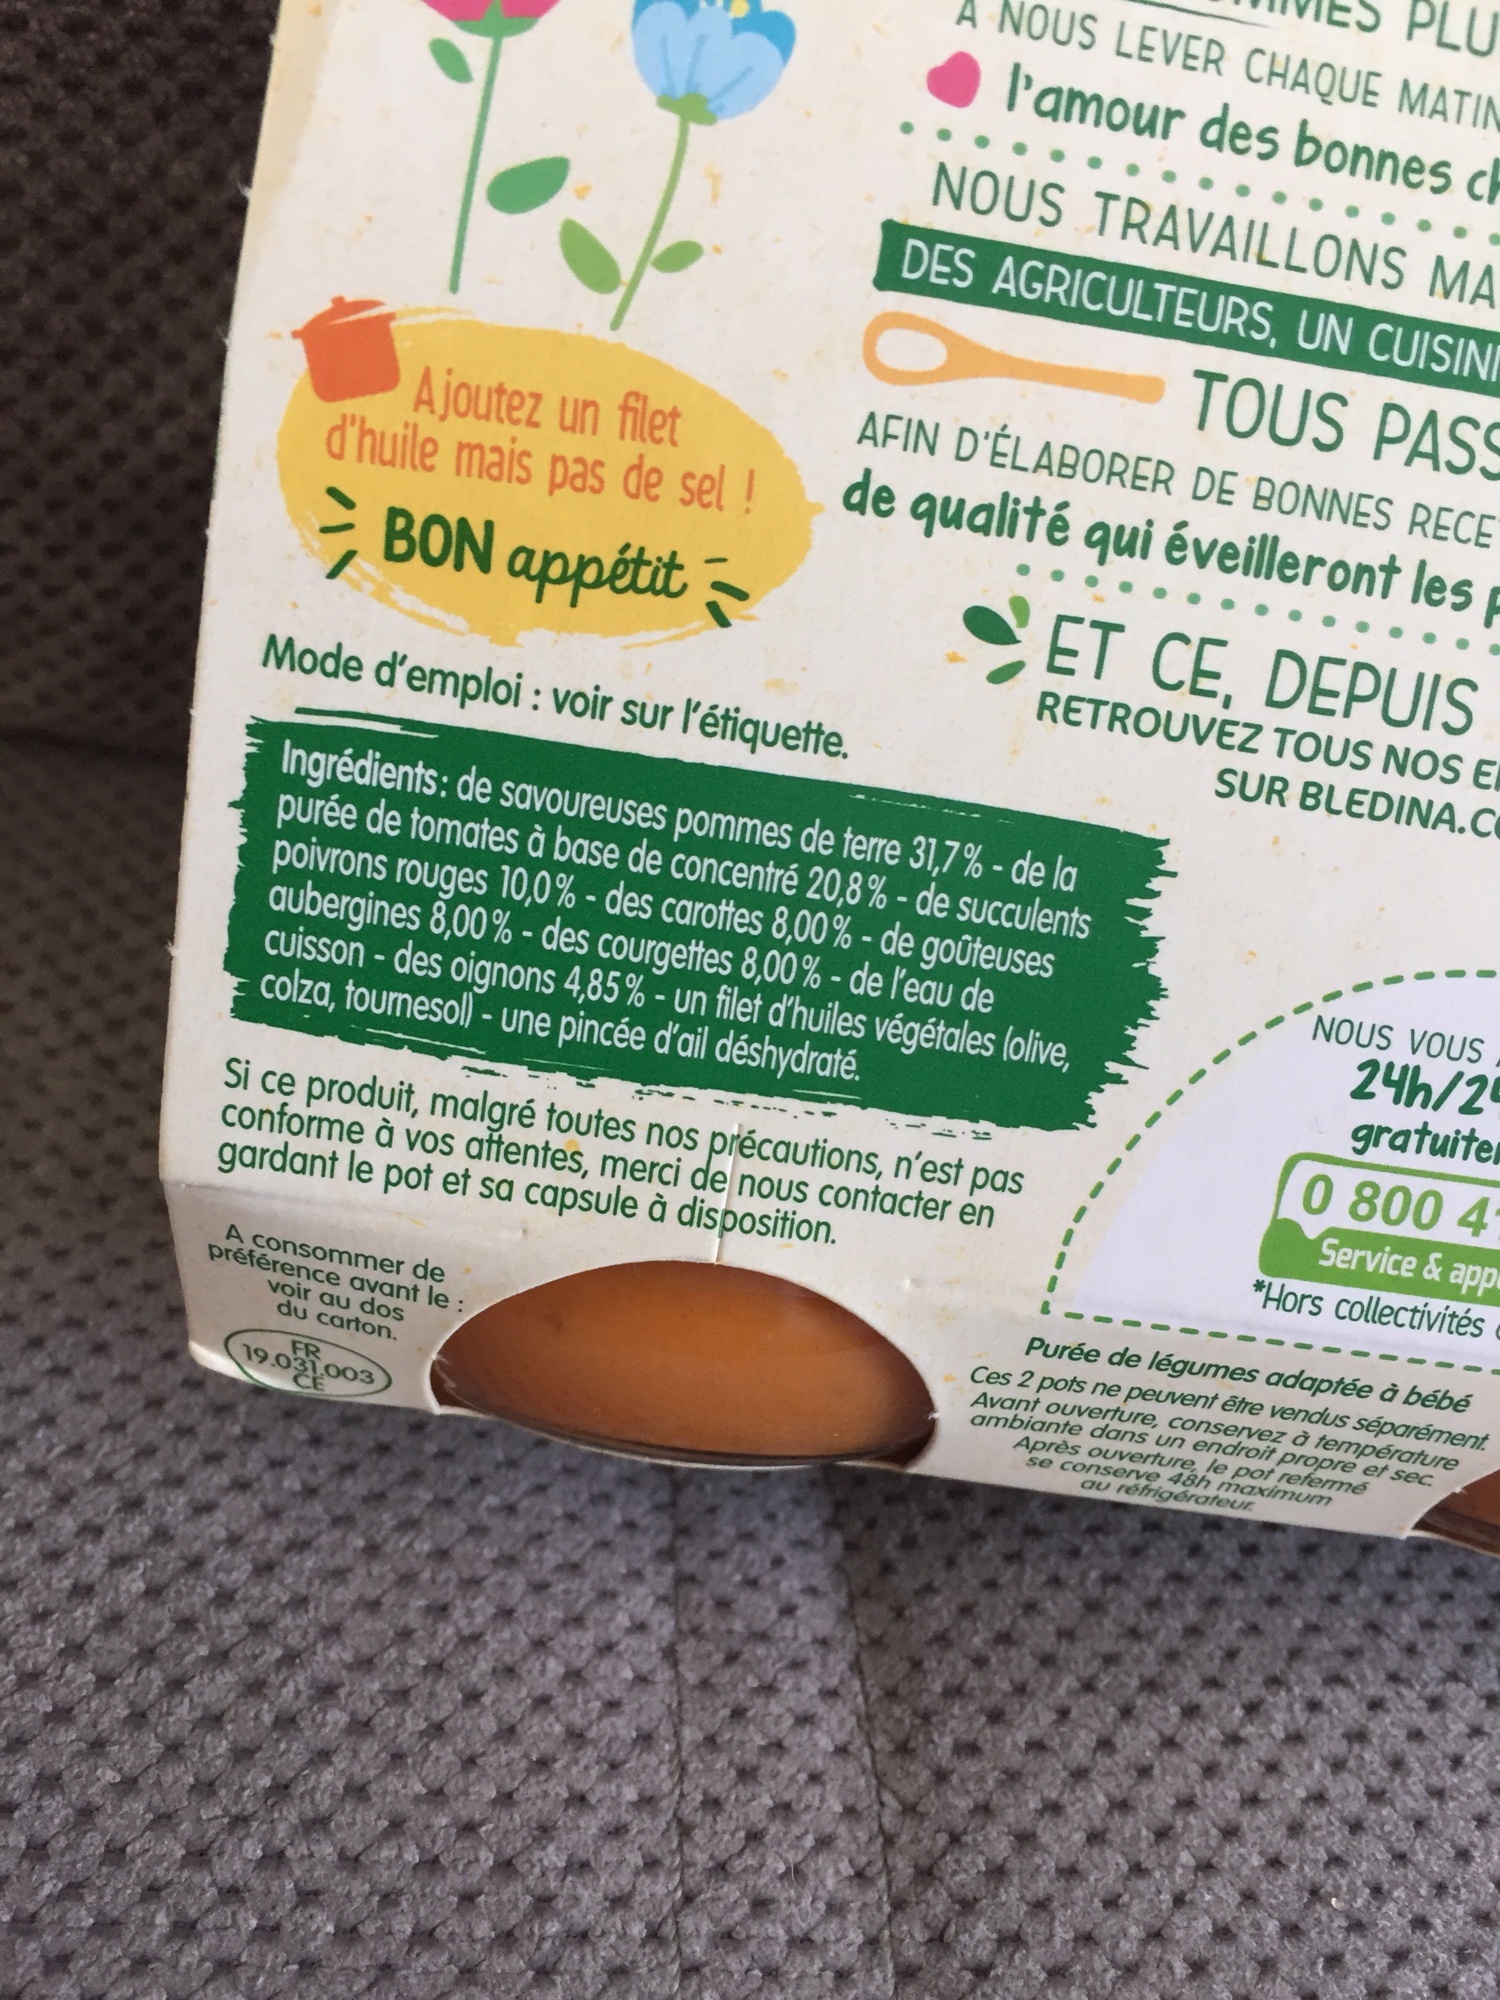 PLU
À NOUS LEVER CHAQUE MATIN
l'amour des bonnes
NOUS TRAVAILLONS
DES AGRICULTEURS, UN
TOUS
AFIN D'ÉLABORER DE BONNES
de qualité qui éveilleront les
ET CE, DEPUIS
RETROUVEZ TOUS NOS
SUR BLEDINA.
Ajoutez un filet
d'huile mais pas de sel !
BON appétit
Mode d'emploi : voir sur l'étiquette.
Ingrédients: de savoureuses pommes de terre 31,7% - de la
purée de tomates à base de concentré 20,8% - de succulents
poivrons rouges 10,0% - des carottes 8,00% - de goûteuses
aubergines 8,00% - des courgettes 8,00% - de l'eau de
cuisson - des oignons 4,85% - un filet d'huiles végétales (olive,
colza, tournesol) - une pincée d'ail déshydraté.
Si ce produit, malgré toutes nos précautions, n'est pas
conforme à vos attentes, merci de nous contacter en
gardant le pot et sa capsule à disposition.
A consommer de
préférence avant le :
voir au dos
du carton.
FR
19.031.003
CE
NOUS VOUS
24h/24
0 800 4
Service &
*Hors collectivités
Purée de légumes adaptée à bébé
Ces 2 pots ne peuvent être vendus séparément.
Avant ouverture, conservez à température
ambiante dans un endroit propre et sec.
Après ouverture, le pot refermé
se conserve 48h maximum
au réfrigérateur.